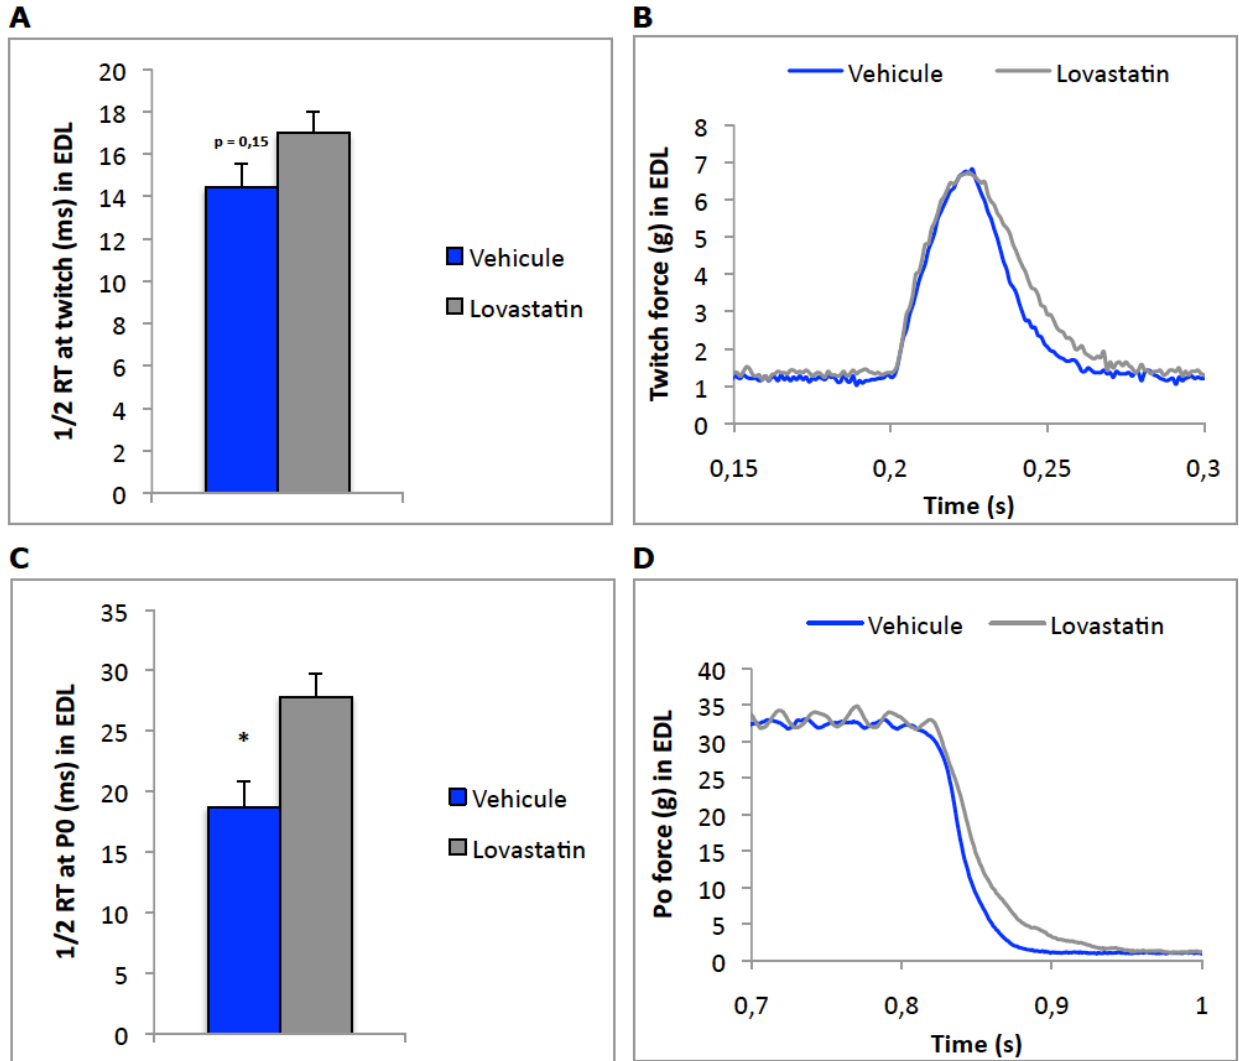 A
1/2 RT at twitch (ms) in EDL
20
18
16
14
12
10
8
6
4
2
0
p = 0,15
Vehicule
Lovastatin
B
Vehicule
Lovastatin
Twitch force (g) in EDL
8
7
6
5
4
3
2
1
0
0,15
0,2
0,25
0,3
Time (s)
C
1/2 RT at P0 (ms) in EDL
35
30
25
20
15
10
5
0
*
Vehicule
Lovastatin
D
Vehicule
Lovastatin
Po force (g) in EDL
40
35
30
25
20
15
10
5
0
0,7
0,8
0,9
1
Time (s)